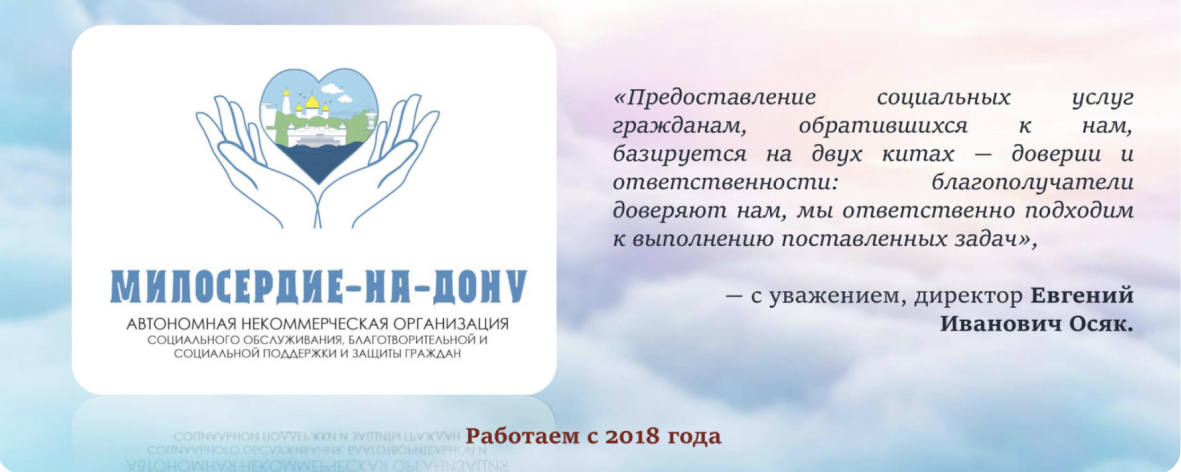 МИЛОСЕРДИЕ-НА-ДОНУ
АВТОНОМНАЯ НЕКОММЕРЧЕСКАЯ ОРГАНИЗАЦИЯ
СОЦИАЛЬНОГО ОБСЛУЖИВАНИЯ, БЛАГОТВОРИТЕЛЬНОЙ И
СОЦИАЛЬНОЙ ПОДДЕРЖКИ И ЗАЩИТЫ ГРАЖДАН
«Предоставление социальных услуг
гражданам, обратившихся к нам,
базируется на двух китах — доверии и
ответственности: благополучатели
доверяют нам, мы ответственно подходим
к выполнению поставленных задач»,
— с уважением, директор Евгений
Иванович Осяк.
Работаем с 2018 года